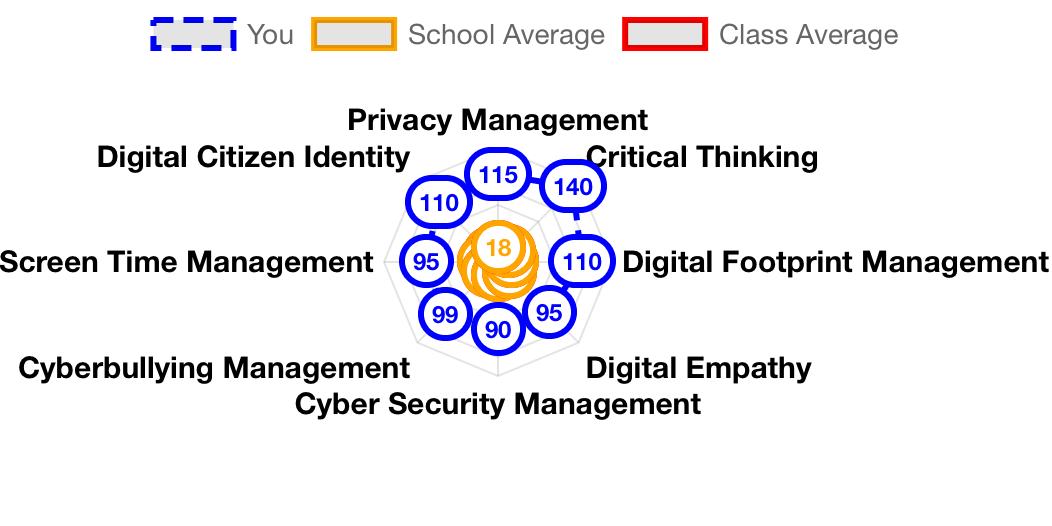 You School Average Class Average
Privacy Management
Digital Citizen Identity Critical Thinking
115
140
110
18
Screen Time Management 95 110 Digital Footprint Management
99 90 95
Cyberbullying Management Digital Empathy
Cyber Security Management